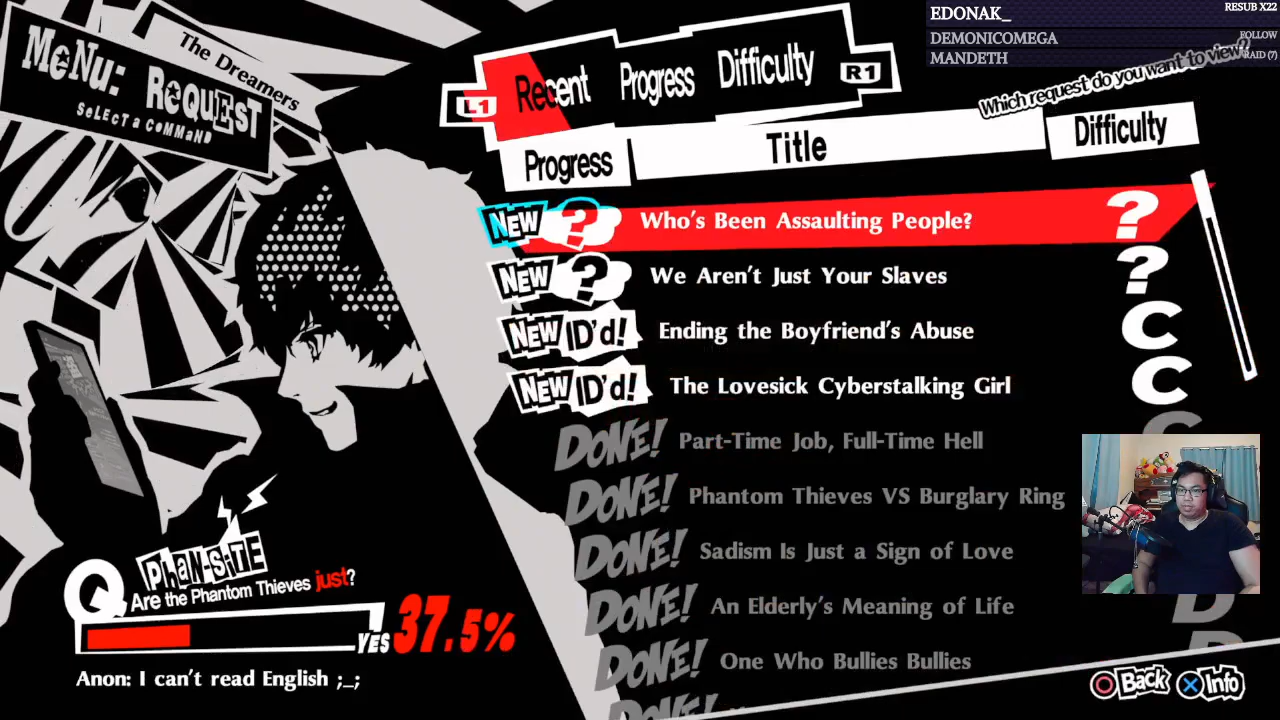 EDONAK_
RESUB X22
DEMONICOMEGA
FOLLOW
MANDETH
RAID (7)
MeNu: ReQuEsT
SeLEcT a CoMMaND
The Dreamers
L1
Recent
Progress
Difficulty
R1
Which request do you want to view?
Progress
Title
Difficulty
NEW ? Who's Been Assaulting People? ?
NEW ? We Aren't Just Your Slaves ?
NEW ID'd! Ending the Boyfriend's Abuse C
NEW ID'd! The Lovesick Cyberstalking Girl C
DONE! Part-Time Job, Full-Time Hell C
DONE! Phantom Thieves VS Burglary Ring
DONE! Sadism Is Just a Sign of Love
DONE! An Elderly's Meaning of Life D
DONE! One Who Bullies Bullies
Phan-SiTE
Q Are the Phantom Thieves just?
YES 37.5%
Anon: I can't read English ;_;
Back
Info